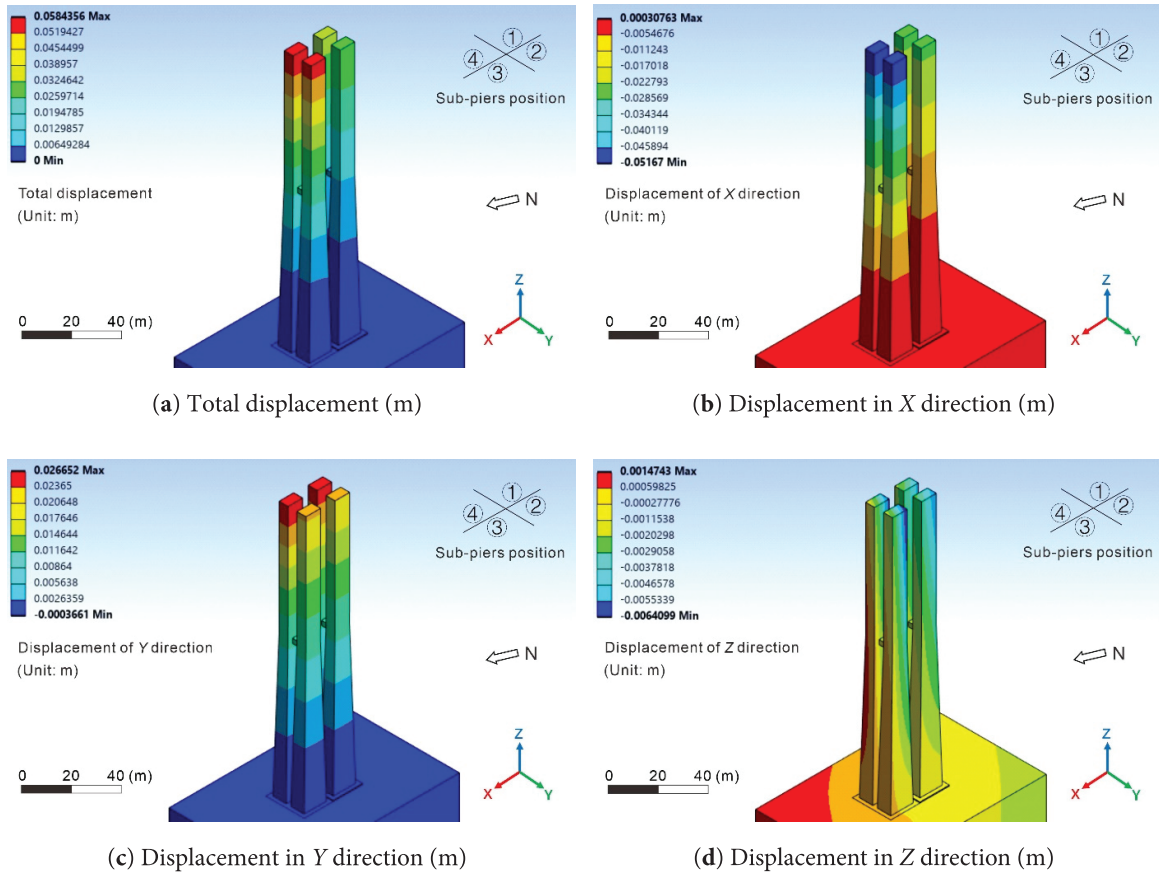 0.0584356 Max
0.0519427
0.0454499
0.038957
0.0324642
0.0259714
0.0194785
0.0129857
0.00649284
0 Min
Total displacement
(Unit: m)
1
2
4
3
Sub-piers position
N
Z
X
Y
0 20 40 (m)
(a) Total displacement (m)
0.00030763 Max
-0.0054676
-0.011243
-0.017018
-0.022793
-0.028569
-0.034344
-0.040119
-0.045894
-0.05167 Min
Displacement of X direction
(Unit: m)
1
2
4
3
Sub-piers position
N
Z
X
Y
0 20 40 (m)
(b) Displacement in X direction (m)
0.026652 Max
0.02365
0.020648
0.017646
0.014644
0.011642
0.00864
0.005638
0.0026359
-0.0003661 Min
Displacement of Y direction
(Unit: m)
1
2
4
3
Sub-piers position
N
Z
X
Y
0 20 40 (m)
(c) Displacement in Y direction (m)
0.0014743 Max
0.00059825
-0.00027776
-0.0011538
-0.0020298
-0.0029058
-0.0037818
-0.0046578
-0.0055339
-0.0064099 Min
Displacement of Z direction
(Unit: m)
1
2
4
3
Sub-piers position
N
Z
X
Y
0 20 40 (m)
(d) Displacement in Z direction (m)